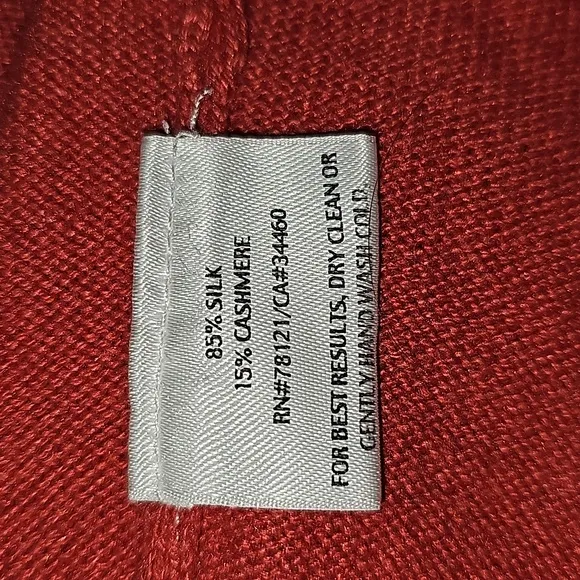 85% SILK
15% CASHMERE
RN#78121/CA#34460
FOR BEST RESULTS, DRY CLEAN OR
GENTLY HAND WASH COLD